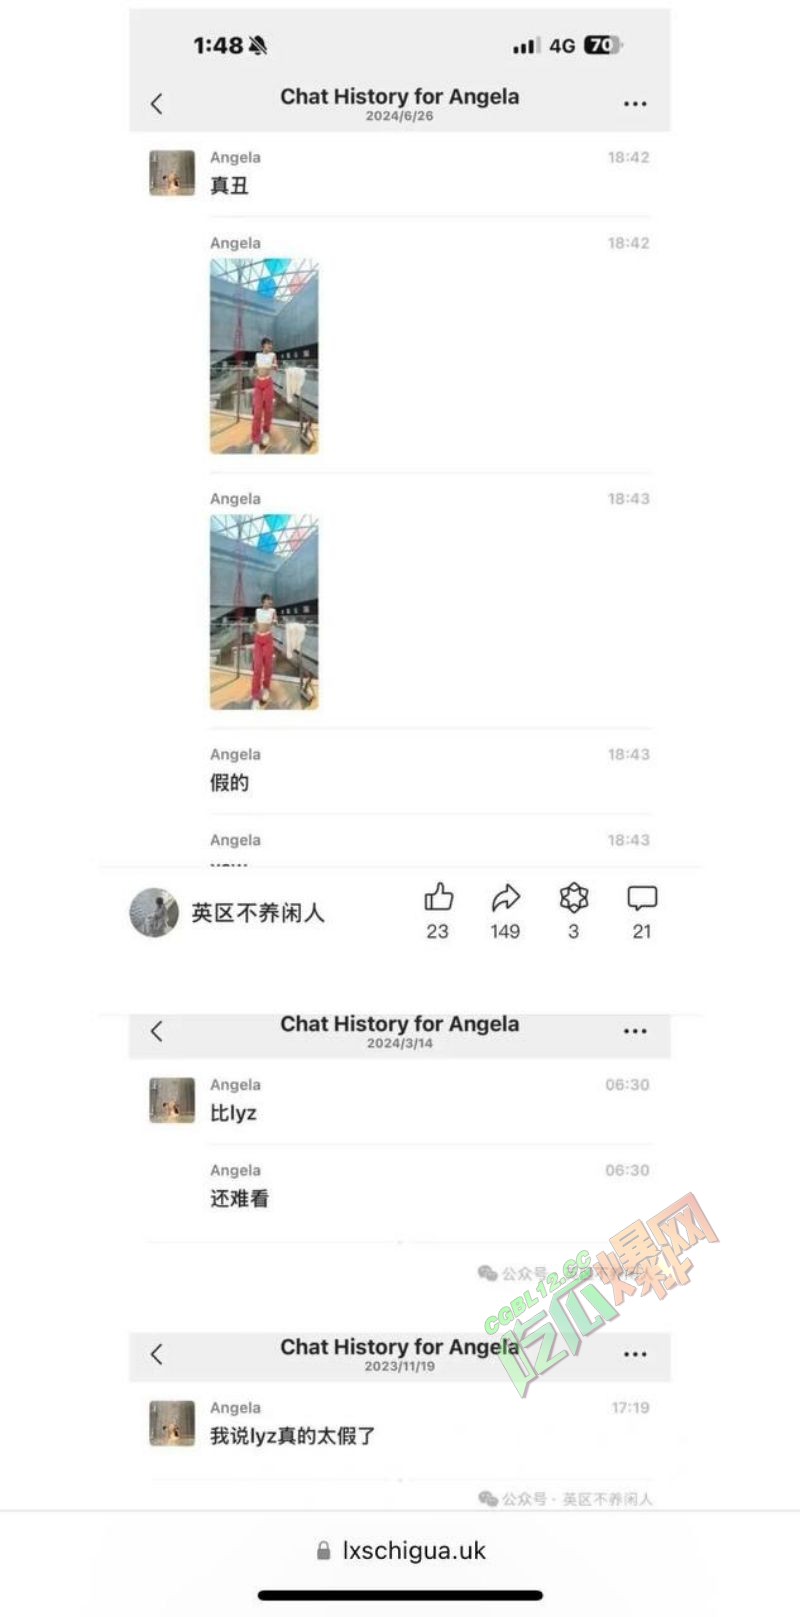 1:48
4G 70
Chat History for Angela
2024/6/26
Angela 18:42
真丑
Angela 18:42
Angela 18:43
Angela 18:43
假的
Angela 18:43
英区不养闲人
23 149 3 21
Chat History for Angela
2024/3/14
Angela 06:30
比lyz
Angela 06:30
还难看
公众号
CGBL12.CC
吃瓜爆料网
Chat History for Angela
2023/11/19
Angela 17:19
我说lyz真的太假了
公众号 · 英区不养闲人
lxschigua.uk